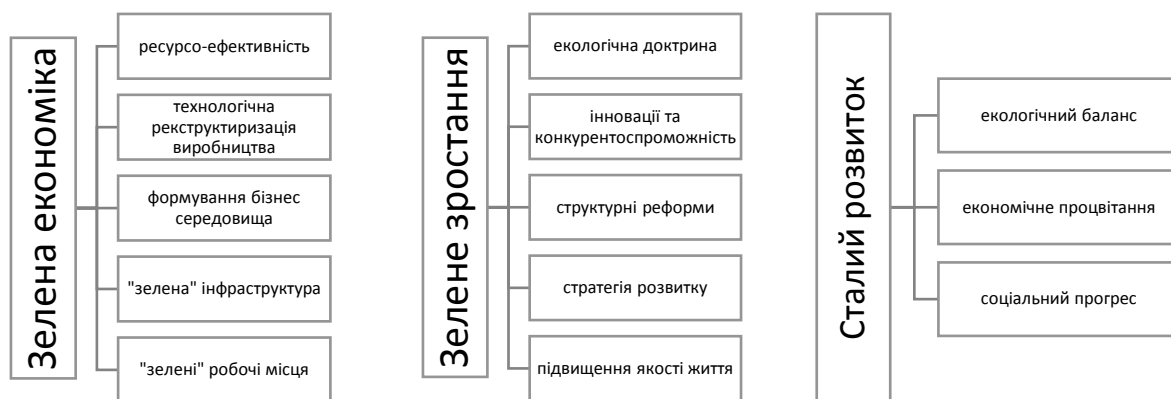 Зелена економіка
ресурсо-ефективність
технологічна
реконструктиризація
виробництва
формування бізнес
середовища
"зелена" інфраструктура
"зелені" робочі місця
Зелене зростання
екологічна доктрина
інновації та
конкурентоспроможність
структурні реформи
стратегія розвитку
підвищення якості життя
Сталий розвиток
екологічний баланс
економічне процвітання
соціальний прогрес